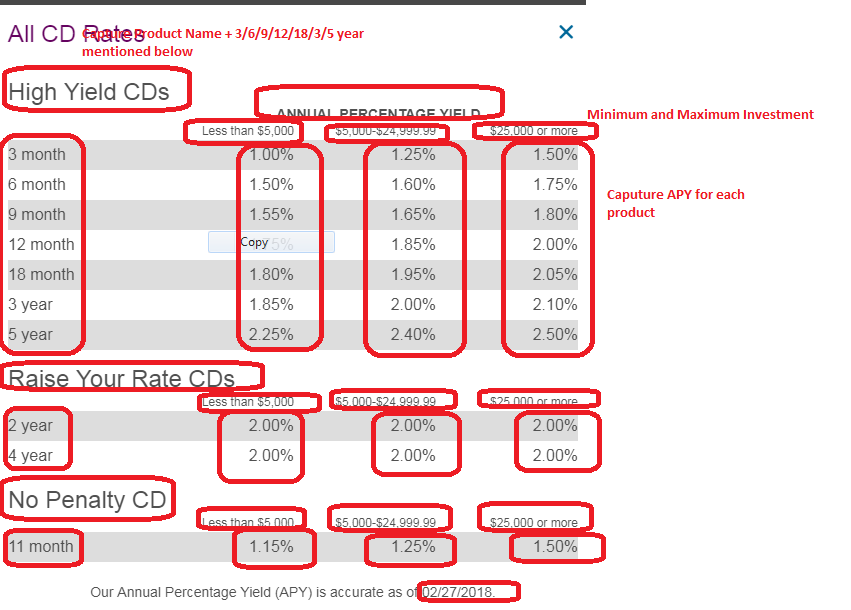 All CD Rates
Capture Product Name + 3/6/9/12/18/3/5 year
mentioned below
High Yield CDs
ANNUAL PERCENTAGE YIELD
Less than $5,000 $5,000-$24,999.99 $25,000 or more
Minimum and Maximum Investment
3 month 1.00% 1.25% 1.50%
6 month 1.50% 1.60% 1.75%
Caputure APY for each
product
9 month 1.55% 1.65% 1.80%
12 month Copy 5% 1.85% 2.00%
18 month 1.80% 1.95% 2.05%
3 year 1.85% 2.00% 2.10%
5 year 2.25% 2.40% 2.50%
Raise Your Rate CDs
Less than $5,000 $5,000-$24,999.99 $25,000 or more
2 year 2.00% 2.00% 2.00%
4 year 2.00% 2.00% 2.00%
No Penalty CD
Less than $5,000 $5,000-$24,999.99 $25,000 or more
11 month 1.15% 1.25% 1.50%
Our Annual Percentage Yield (APY) is accurate as of 02/27/2018.